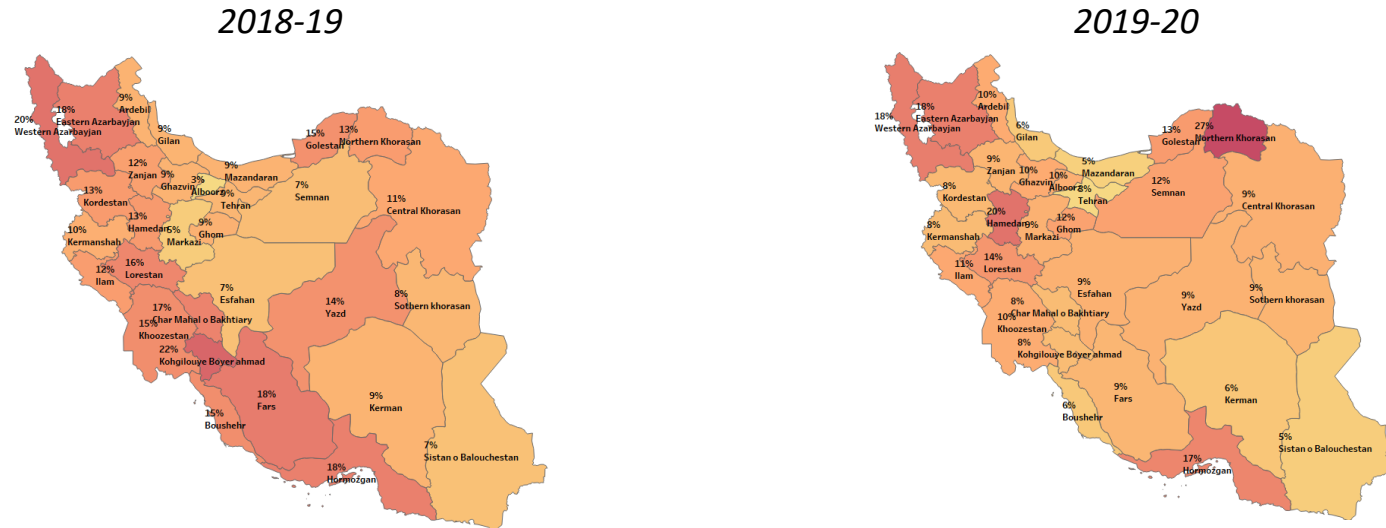 2018-19
9%
Ardebil
18%
Eastern Azarbayjan
20%
Western Azarbayjan
9%
Gilan
15%
Golestan
13%
Northern Khorasan
12%
Zanjan
9%
Ghazvin
3%
Alboorz
9%
Mazandaran
9%
Tehran
7%
Semnan
11%
Central Khorasan
13%
Kordestan
13%
Hamedan
5%
Markazi
9%
Ghom
10%
Kermanshah
16%
Lorestan
12%
Ilam
7%
Esfahan
14%
Yazd
8%
Sothern khorasan
17%
Char Mahal o Bakhtiary
15%
Khoozestan
22%
Kohgilouye Boyer ahmad
18%
Fars
9%
Kerman
15%
Boushehr
7%
Sistan o Balouchestan
18%
Hormozgan
2019-20
10%
Ardebil
18%
Eastern Azarbayjan
18%
Western Azarbayjan
6%
Gilan
13%
Golestan
27%
Northern Khorasan
9%
Zanjan
10%
Ghazvin
10%
Alboorz
5%
Mazandaran
Tehran
12%
Semnan
9%
Central Khorasan
8%
Kordestan
20%
Hamedan
9%
Markazi
12%
Ghom
8%
Kermanshah
14%
Lorestan
11%
Ilam
9%
Esfahan
9%
Yazd
9%
Sothern khorasan
8%
Char Mahal o Bakhtiary
10%
Khoozestan
8%
Kohgilouye Boyer ahmad
9%
Fars
6%
Kerman
6%
Boushehr
5%
Sistan o Balouchestan
17%
Hormozgan